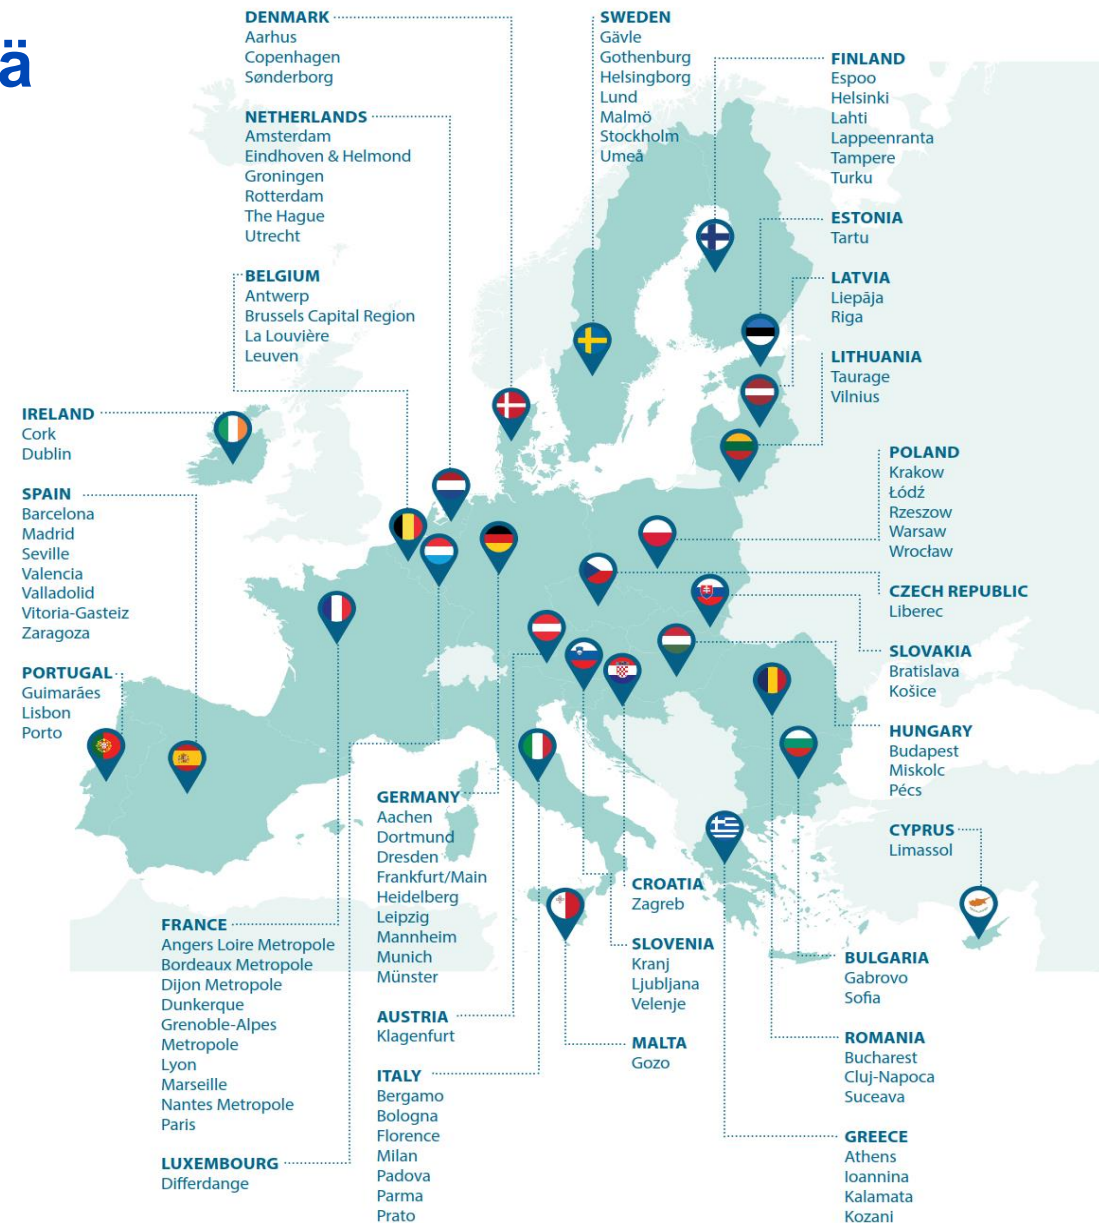 ä
DENMARK
Aarhus
Copenhagen
Sønderborg
NETHERLANDS
Amsterdam
Eindhoven & Helmond
Groningen
Rotterdam
The Hague
Utrecht
BELGIUM
Antwerp
Brussels Capital Region
La Louvière
Leuven
IRELAND
Cork
Dublin
SPAIN
Barcelona
Madrid
Seville
Valencia
Valladolid
Vitoria-Gasteiz
Zaragoza
PORTUGAL
Guimarães
Lisbon
Porto
SWEDEN
Gävle
Gothenburg
Helsingborg
Lund
Malmö
Stockholm
Umeå
FINLAND
Espoo
Helsinki
Lahti
Lappeenranta
Tampere
Turku
ESTONIA
Tartu
LATVIA
Liepāja
Riga
LITHUANIA
Taurage
Vilnius
POLAND
Krakow
Łódź
Rzeszow
Warsaw
Wrocław
CZECH REPUBLIC
Liberec
SLOVAKIA
Bratislava
Košice
HUNGARY
Budapest
Miskolc
Pécs
CYPRUS
Limassol
FRANCE
Angers Loire Metropole
Bordeaux Metropole
Dijon Metropole
Dunkerque
Grenoble-Alpes
Metropole
Lyon
Marseille
Nantes Metropole
Paris
LUXEMBOURG
Differdange
GERMANY
Aachen
Dortmund
Dresden
Frankfurt/Main
Heidelberg
Leipzig
Mannheim
Munich
Münster
AUSTRIA
Klagenfurt
ITALY
Bergamo
Bologna
Florence
Milan
Padova
Parma
Prato
CROATIA
Zagreb
SLOVENIA
Kranj
Ljubljana
Velenje
MALTA
Gozo
BULGARIA
Gabrovo
Sofia
ROMANIA
Bucharest
Cluj-Napoca
Suceava
GREECE
Athens
Ioannina
Kalamata
Kozani